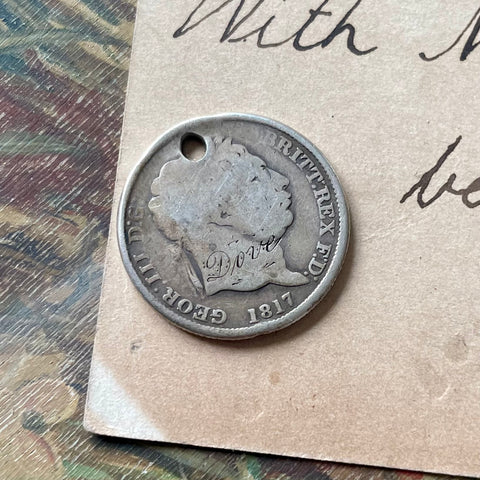 With
be
GEOR: III D: G: BRITT: REX F:D:
1817
Dove